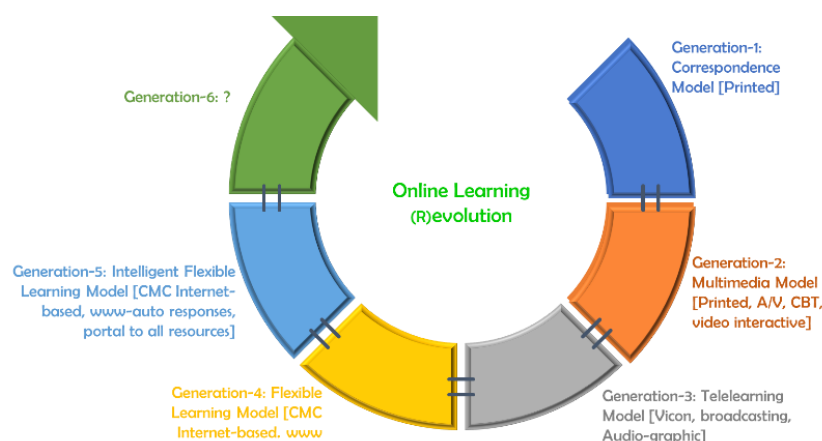 Generation-1:
Correspondence
Model [Printed]
Generation-6: ?
Online Learning
(R)evolution
Generation-2:
Multimedia Model
[Printed, A/V, CBT,
video interactive]
Generation-5: Intelligent Flexible
Learning Model [CMC Internet-
based, www-auto responses,
portal to all resources]
Generation-4: Flexible
Learning Model [CMC
Internet-based, www
Generation-3: Telelearning
Model [Vicon, broadcasting,
Audio-graphic]